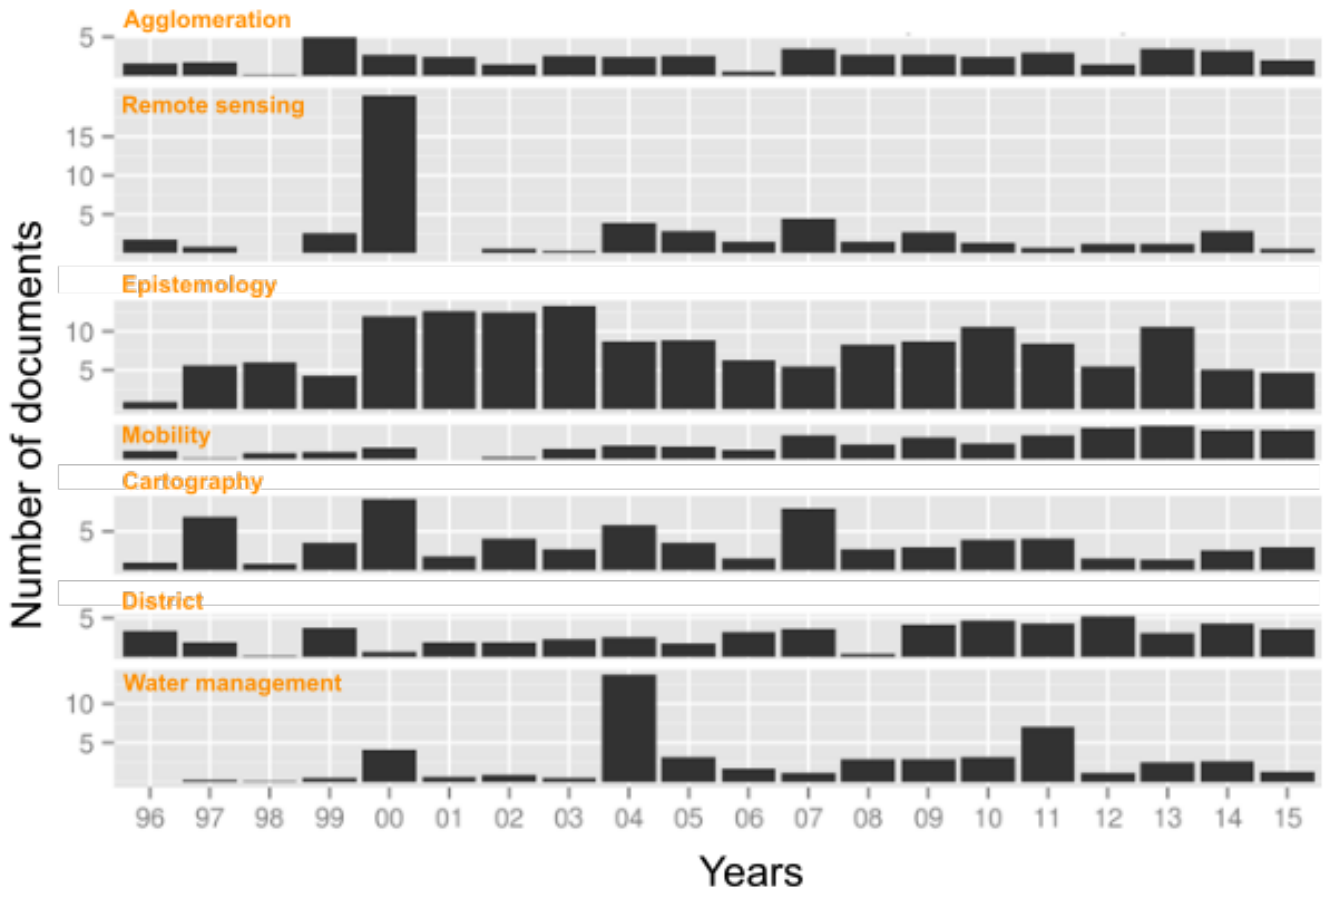 Agglomeration
5
Remote sensing
15
10
5
Epistemology
10
5
Mobility
Cartography
5
District
5
Water management
10
5
96 97 98 99 00 01 02 03 04 05 06 07 08 09 10 11 12 13 14 15
Years
Number of documents